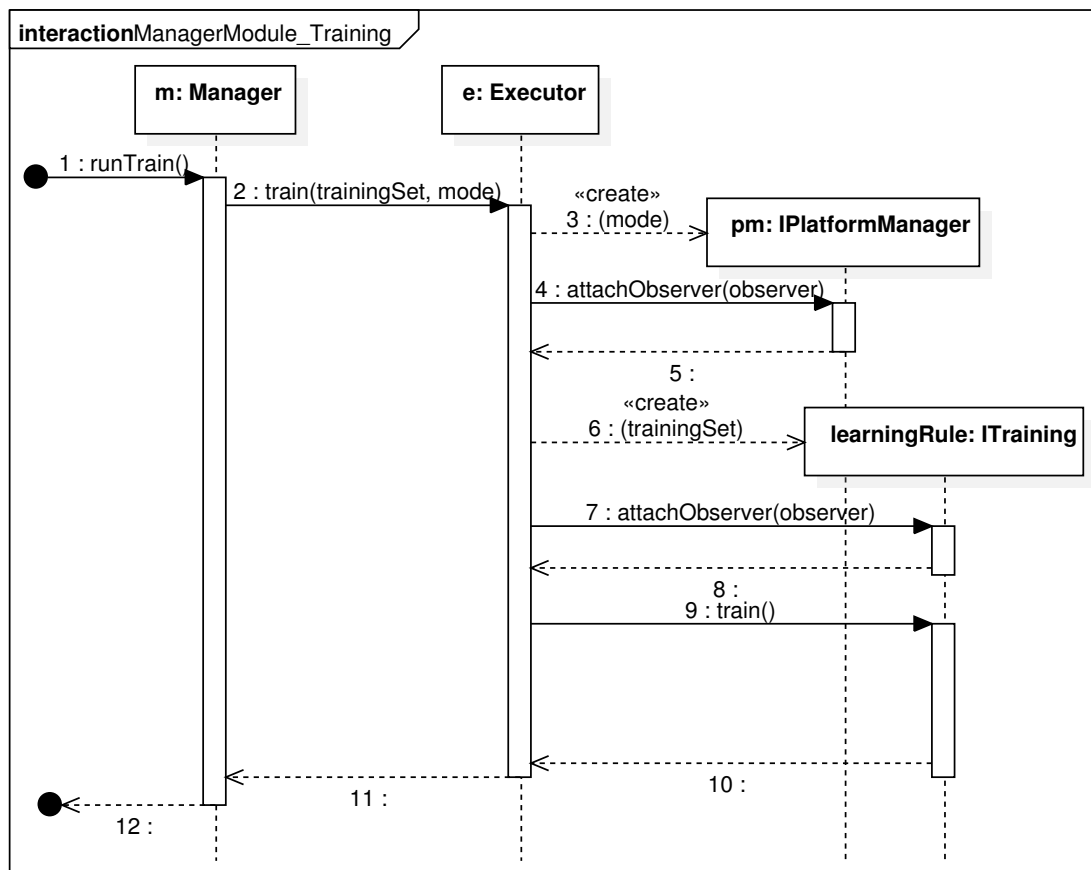 interactionManagerModule_Training
m: Manager
e: Executor
1 : runTrain()
2 : train(trainingSet, mode)
«create»
3 : (mode)
pm: IPlatformManager
4 : attachObserver(observer)
5 :
«create»
6 : (trainingSet)
learningRule: ITraining
7 : attachObserver(observer)
8 :
9 : train()
10 :
11 :
12 :